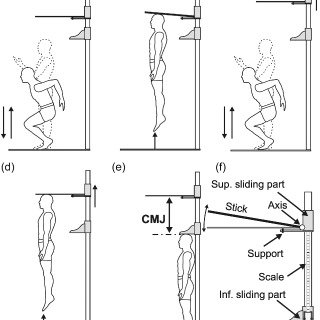 (d)
(e)
(f)
Sup. sliding part
Stick
Axis
CMJ
Support
Scale
Inf. sliding part